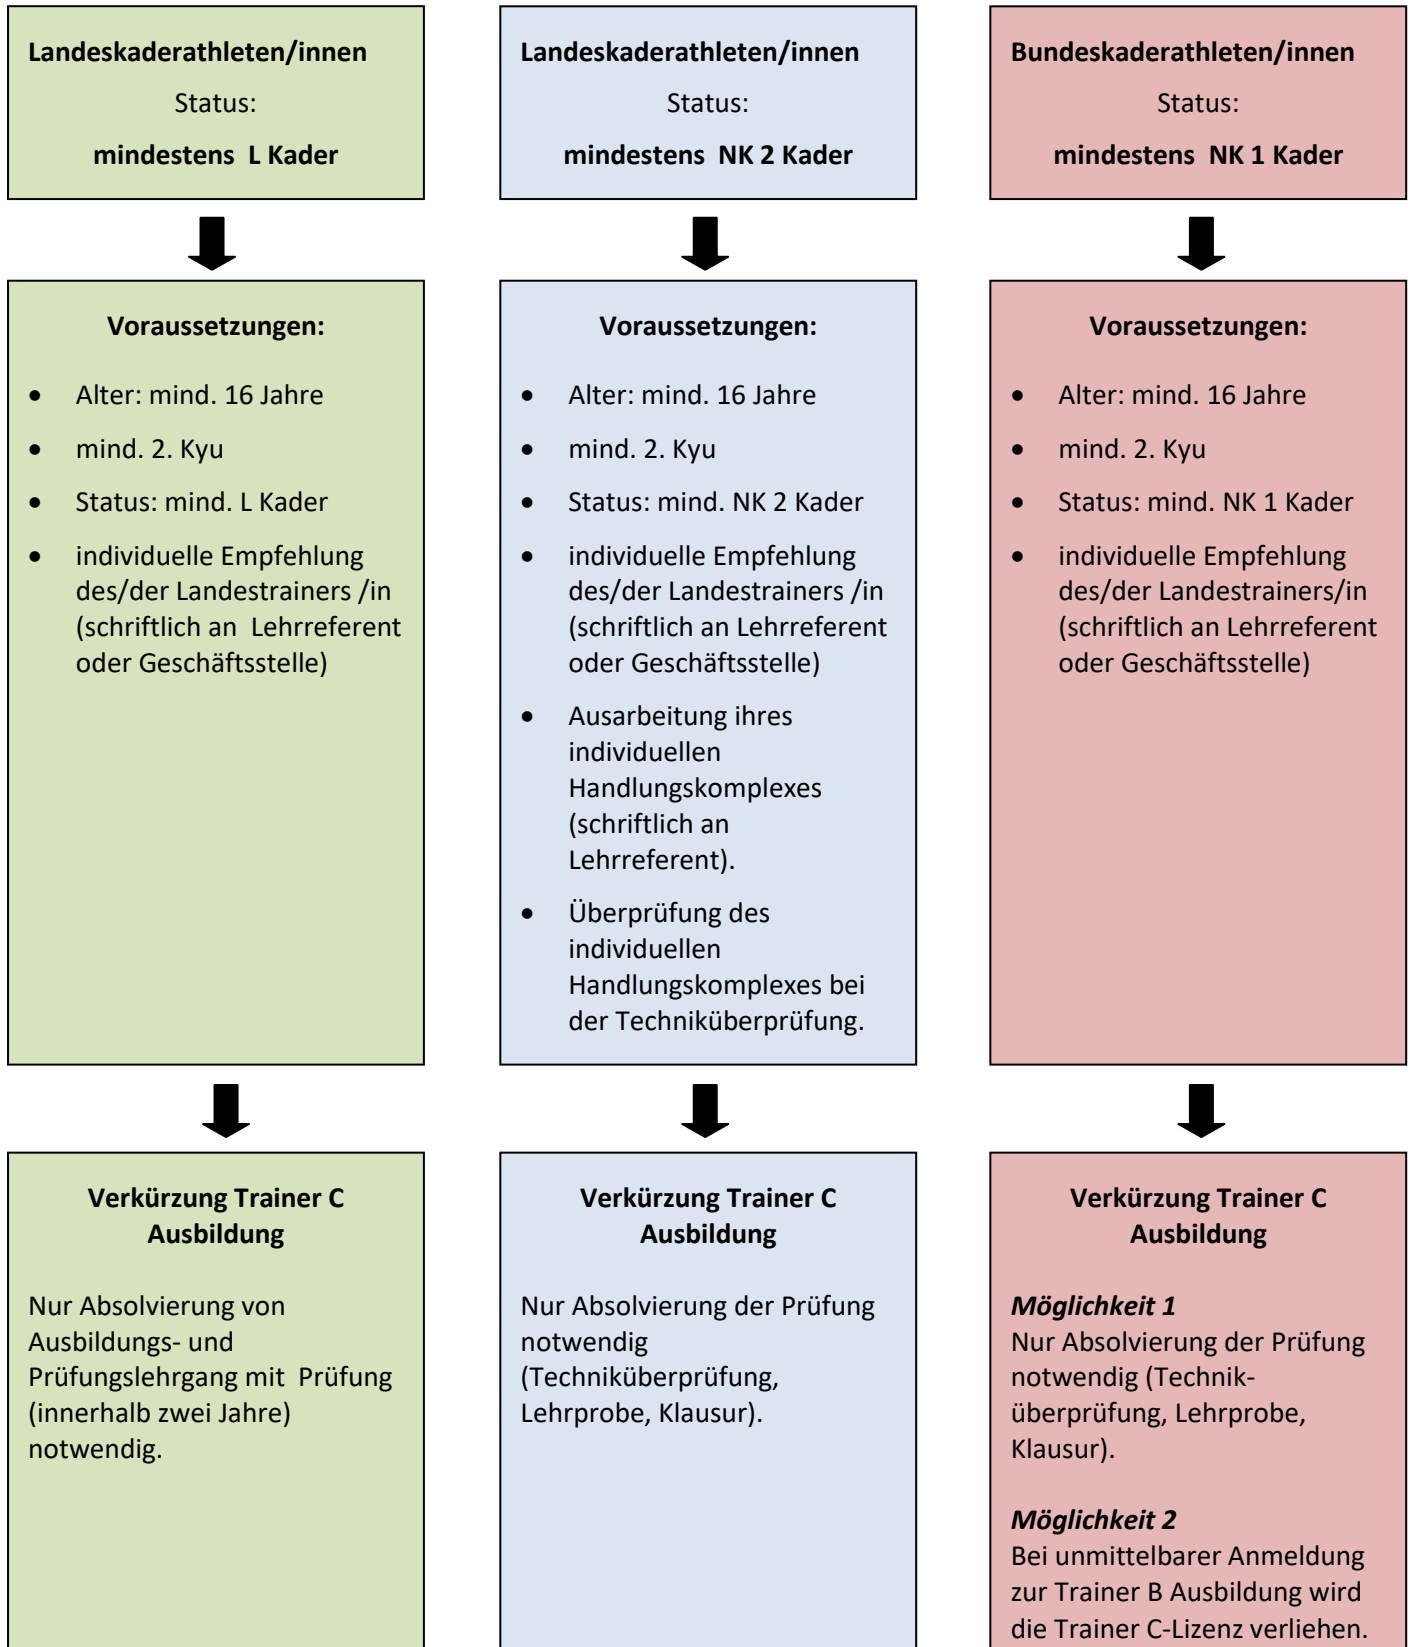 Landeskaderathleten/innen
Status:
mindestens L Kader
Voraussetzungen:
• Alter: mind. 16 Jahre
• mind. 2. Kyu
• Status: mind. L Kader
• individuelle Empfehlung
des/der Landestrainers /in
(schriftlich an Lehrreferent
oder Geschäftsstelle)
Verkürzung Trainer C
Ausbildung
Nur Absolvierung von
Ausbildungs- und
Prüfungslehrgang mit Prüfung
(innerhalb zwei Jahre)
notwendig.
Landeskaderathleten/innen
Status:
mindestens NK 2 Kader
Voraussetzungen:
• Alter: mind. 16 Jahre
• mind. 2. Kyu
• Status: mind. NK 2 Kader
• individuelle Empfehlung
des/der Landestrainers /in
(schriftlich an Lehrreferent
oder Geschäftsstelle)
• Ausarbeitung ihres
individuellen
Handlungskomplexes
(schriftlich an
Lehrreferent).
• Überprüfung des
individuellen
Handlungskomplexes bei
der Techniküberprüfung.
Verkürzung Trainer C
Ausbildung
Nur Absolvierung der Prüfung
notwendig
(Techniküberprüfung,
Lehrprobe, Klausur).
Bundeskaderathleten/innen
Status:
mindestens NK 1 Kader
Voraussetzungen:
• Alter: mind. 16 Jahre
• mind. 2. Kyu
• Status: mind. NK 1 Kader
• individuelle Empfehlung
des/der Landestrainers/in
(schriftlich an Lehrreferent
oder Geschäftsstelle)
Verkürzung Trainer C
Ausbildung
Möglichkeit 1
Nur Absolvierung der Prüfung
notwendig (Technik-
überprüfung, Lehrprobe,
Klausur).
Möglichkeit 2
Bei unmittelbarer Anmeldung
zur Trainer B Ausbildung wird
die Trainer C-Lizenz verliehen.